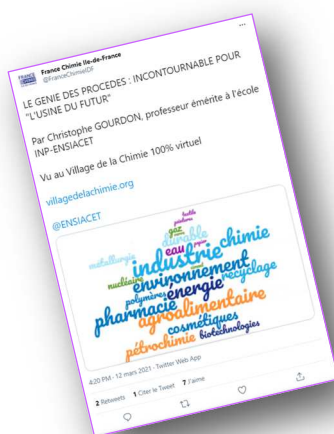 France Chimie Ile-de-France
@FranceChimieIDF
LE GENIE DES PROCEDES : INCONTOURNABLE POUR
"L'USINE DU FUTUR"
Par Christophe GOURDON, professeur émérite à l'école
INP-ENSIACET
Vu au Village de la Chimie 100% virtuel
villagedelachimie.org
@ENSIACET
textile
peintures
gaz
durable
métallurgie
eau
papier
industrie
chimie
nucléaire
environnement
polymères
énergie
recyclage
pharmacie
agroalimentaire
cosmétiques
pétrochimie
biotechnologies
4:20 PM · 12 mars 2021 · Twitter Web App
2 Retweets 1 Citer le Tweet 7 J'aime